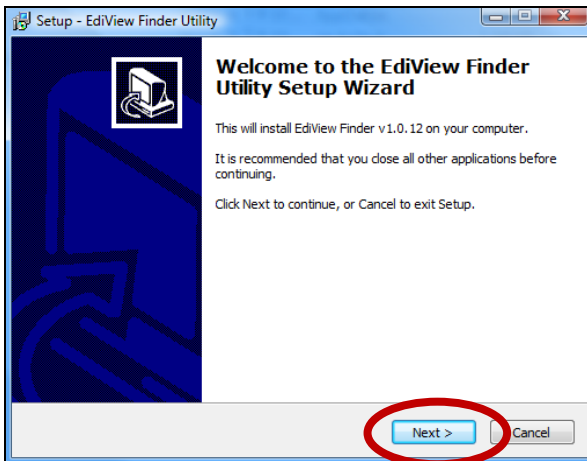 Setup - EdiView Finder Utility
Welcome to the EdiView Finder
Utility Setup Wizard
This will install EdiView Finder v1.0.12 on your computer.
It is recommended that you close all other applications before
continuing.
Click Next to continue, or Cancel to exit Setup.
Next >
Cancel